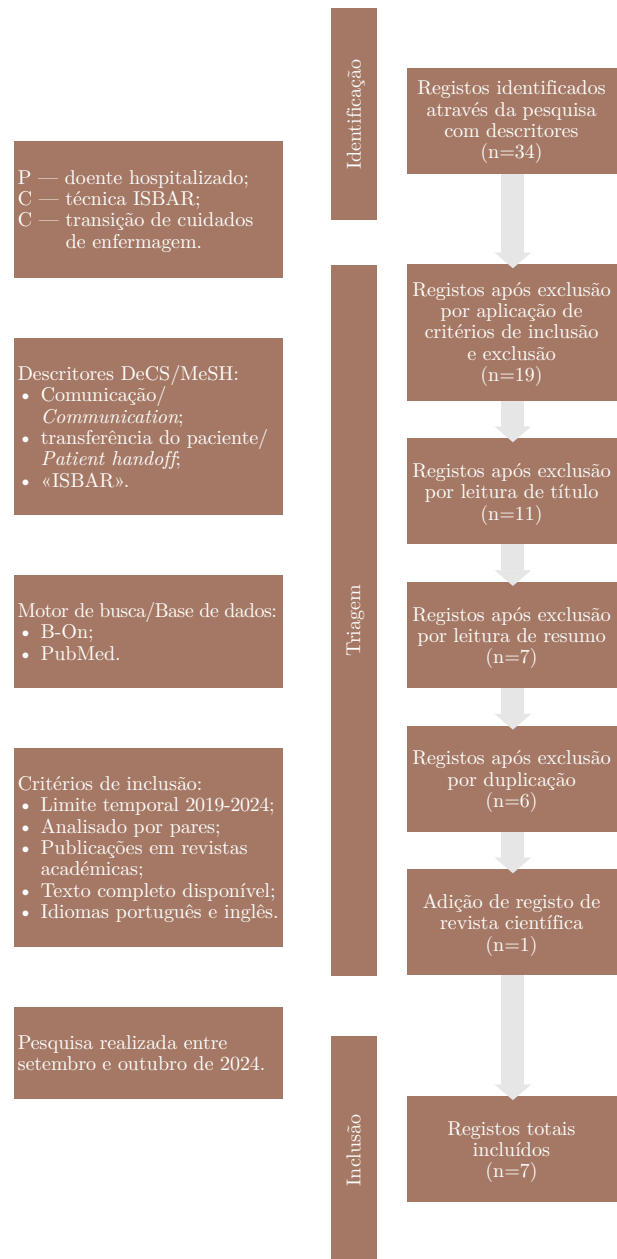 P — doente hospitalizado;
C — técnica ISBAR;
C — transição de cuidados
de enfermagem.
Descritores DeCS/MeSH:
• Comunicação/
Communication;
• transferência do paciente/
Patient handoff;
• «ISBAR».
Motor de busca/Base de dados:
• B-On;
• PubMed.
Critérios de inclusão:
• Limite temporal 2019-2024;
• Analisado por pares;
• Publicações em revistas
académicas;
• Texto completo disponível;
• Idiomas português e inglês.
Pesquisa realizada entre
setembro e outubro de 2024.
Identificação
Registos identificados
através da pesquisa
com descritores
(n=34)
Triagem
Registos após exclusão
por aplicação de
critérios de inclusão
e exclusão
(n=19)
Registos após exclusão
por leitura de título
(n=11)
Registos após exclusão
por leitura de resumo
(n=7)
Registos após exclusão
por duplicação
(n=6)
Adição de registo de
revista científica
(n=1)
Inclusão
Registos totais
incluídos
(n=7)